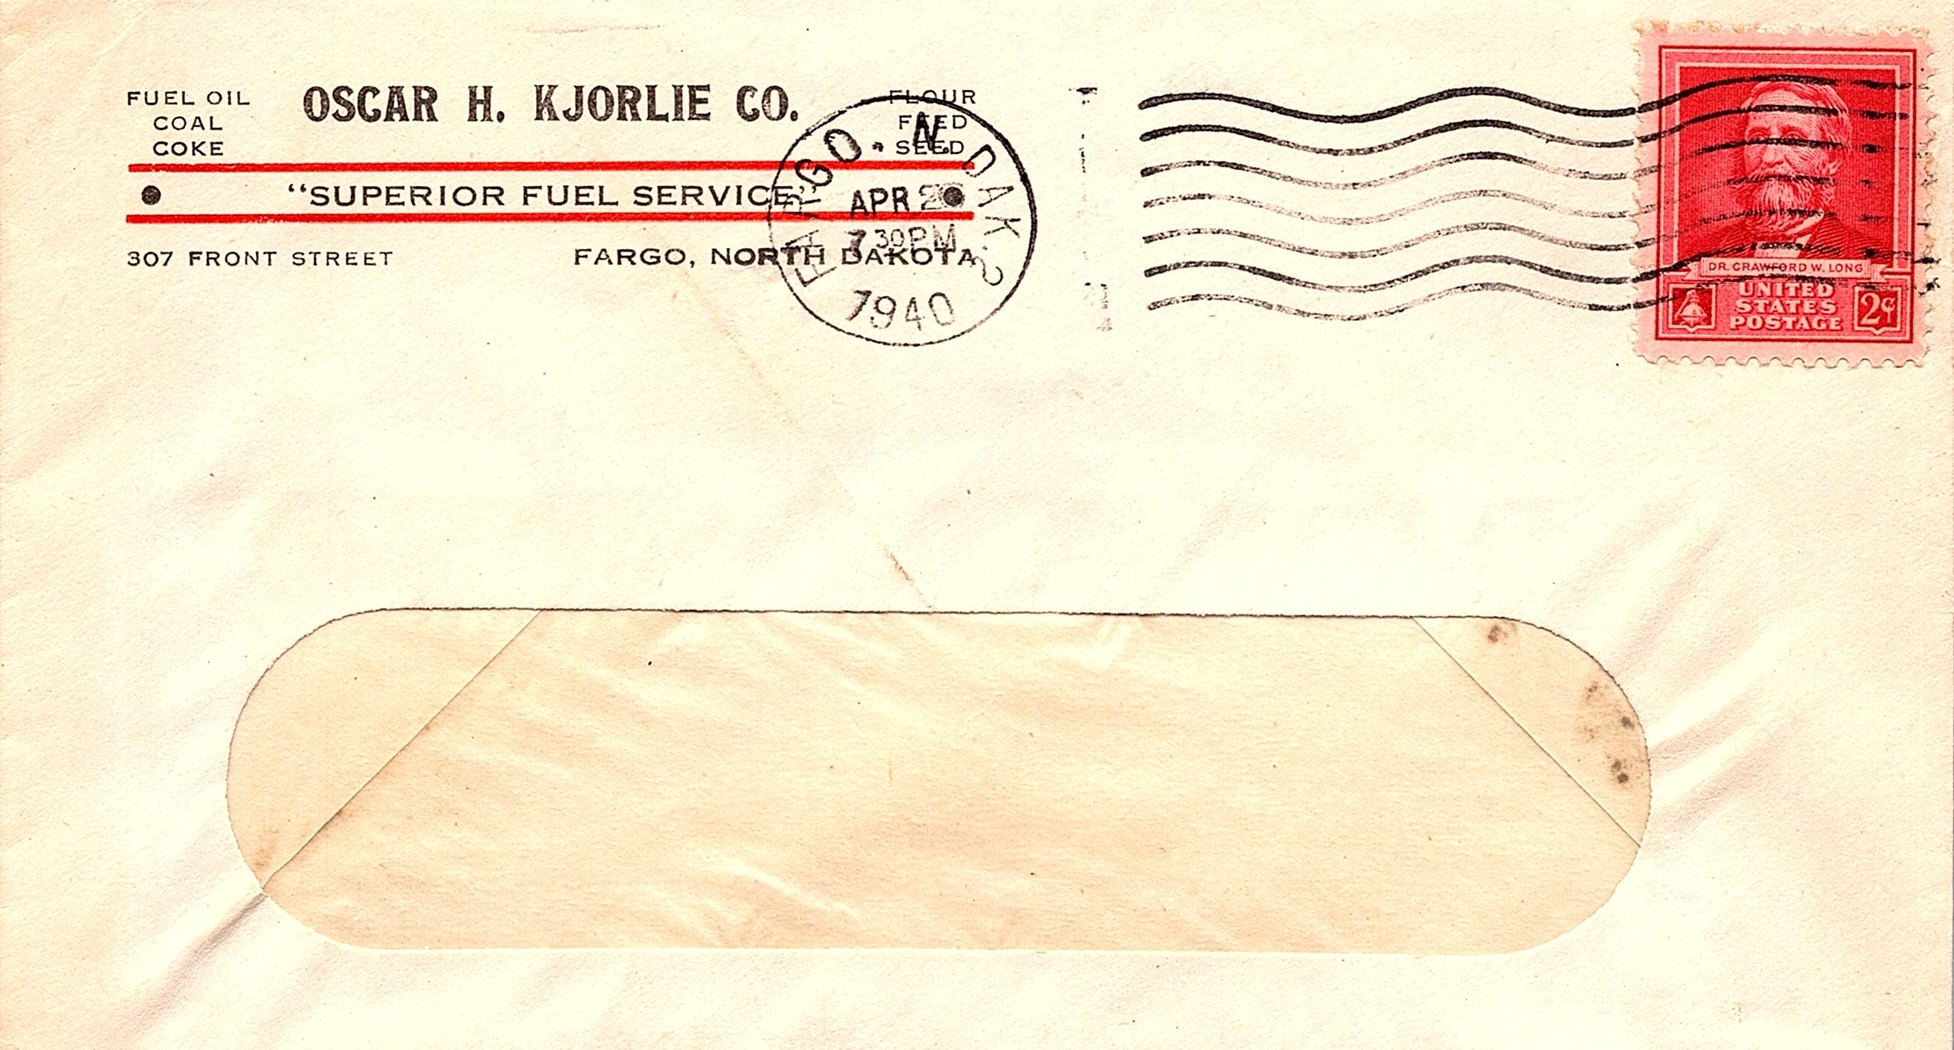 FUEL OIL
COAL
COKE
OSCAR H. KJORLIE CO.
FLOUR
FEED
SEED
"SUPERIOR FUEL SERVICE"
307 FRONT STREET
FARGO, NORTH DAKOTA
FARGO, N. DAK. 2
APR
7 30 PM
1940
DR. CRAWFORD W. LONG
UNITED
STATES
POSTAGE
2¢